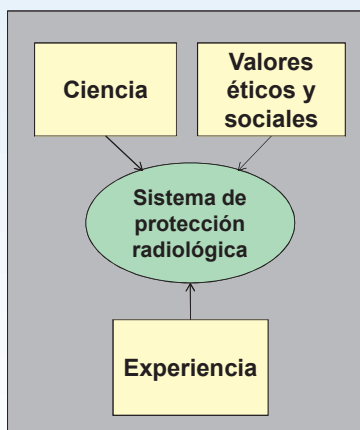 Ciencia
Valores
éticos y
sociales
Sistema de
protección
radiológica
Experiencia